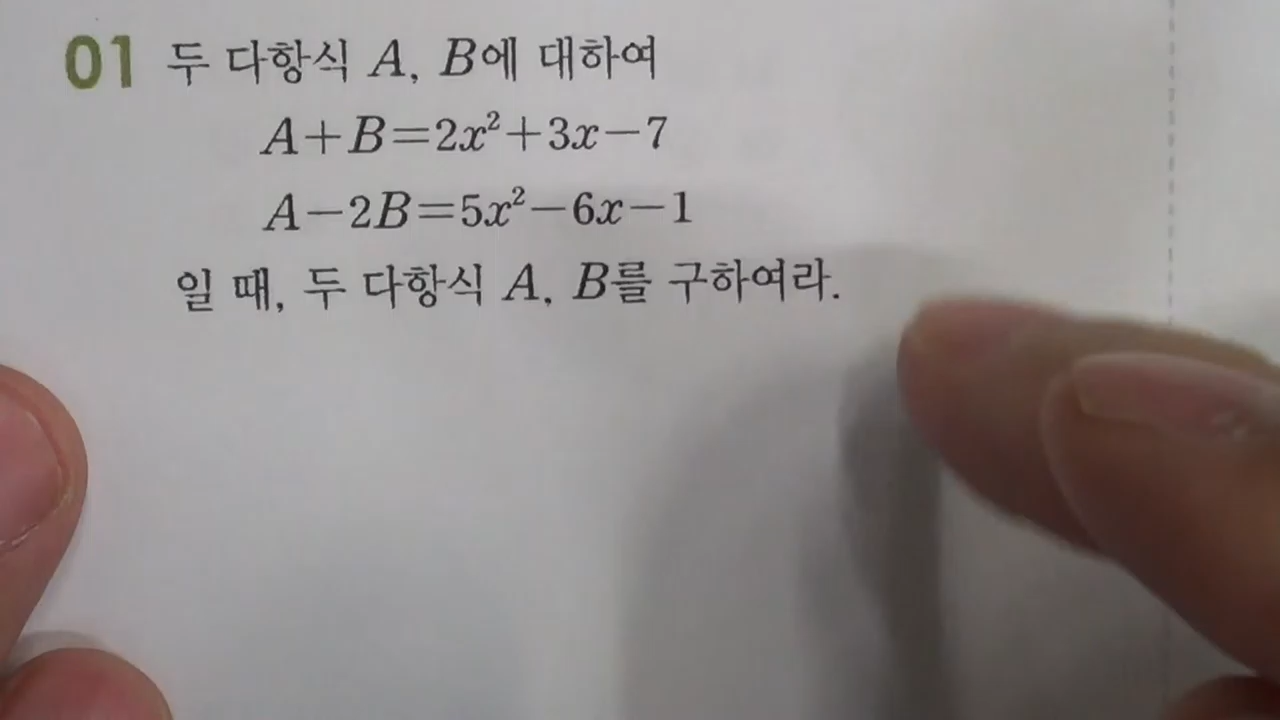 01 두 다항식 A, B에 대하여
A+B=2x²+3x-7
A-2B=5x²-6x-1
일 때, 두 다항식 A, B를 구하여라.